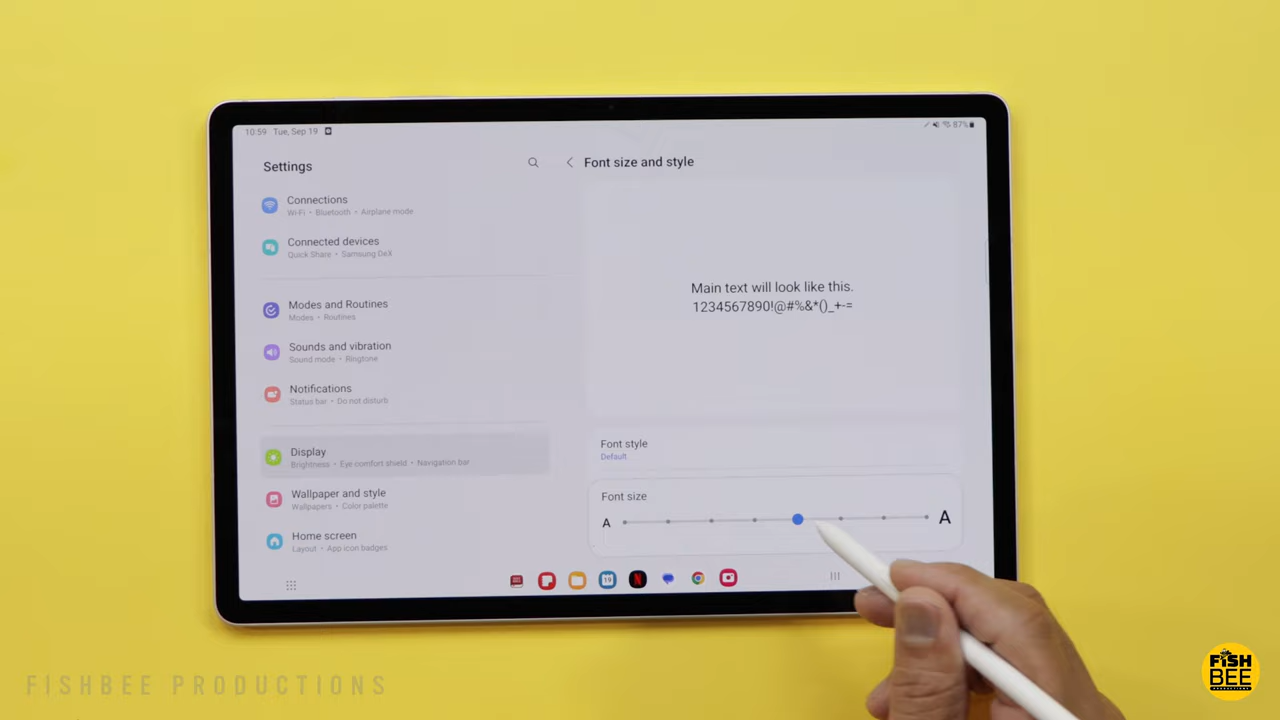 10:59 Tue, Sep 19
87%
Settings
Font size and style
Connections
Wi-Fi • Bluetooth • Airplane mode
Connected devices
Quick Share • Samsung DeX
Modes and Routines
Modes • Routines
Sounds and vibration
Sound mode • Ringtone
Notifications
Status bar • Do not disturb
Display
Brightness • Eye comfort shield • Navigation bar
Wallpaper and style
Wallpapers • Color palette
Home screen
Layout • App icon badges
Main text will look like this.
1234567890!@#%&*()_+-=
Font style
Default
Font size
A A
19 N
FISHBEE PRODUCTIONS
FISH
BEE
PRODUCTIONS